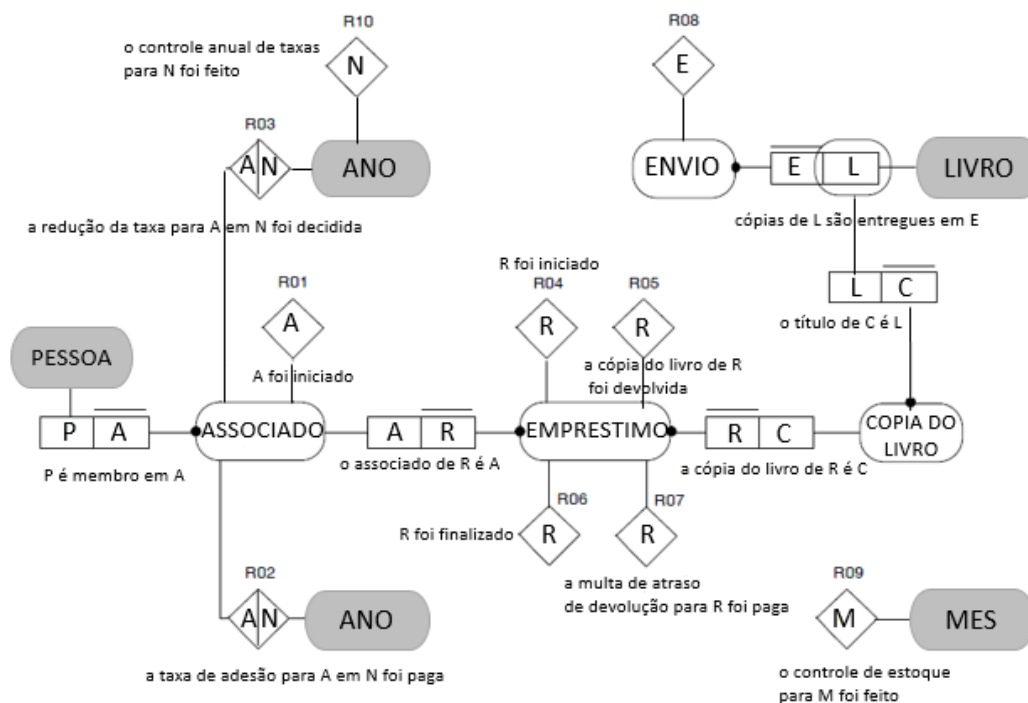 R10
o controle anual de taxas
para N foi feito
N
R08
E
R03
A N
ANO
ENVIO
E L
LIVRO
a redução da taxa para A em N foi decidida
cópias de L são entregues em E
R01
A
A foi iniciado
R foi iniciado
R04
R
R05
R
a cópia do livro de R
foi devolvida
L C
o título de C é L
PESSOA
P A
P é membro em A
ASSOCIADO
A R
o associado de R é A
EMPRESTIMO
R C
a cópia do livro de R é C
COPIA DO
LIVRO
R06
R
R foi finalizado
R07
R
a multa de atraso
de devolução para R foi paga
R02
A N
ANO
a taxa de adesão para A em N foi paga
R09
M
MES
o controle de estoque
para M foi feito